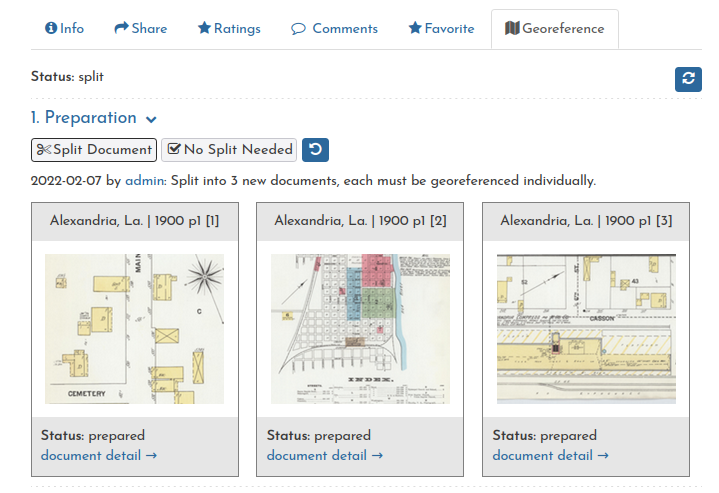 Info Share Ratings Comments Favorite Georeference
Status: split
1. Preparation
Split Document No Split Needed
2022-02-07 by admin: Split into 3 new documents, each must be georeferenced individually.
Alexandria, La. | 1900 p1 [1]
MAIN
C
CEMETERY
Status: prepared
document detail →
Alexandria, La. | 1900 p1 [2]
INDEX.
Status: prepared
document detail →
Alexandria, La. | 1900 p1 [3]
52
ST.
43
CASSON
Status: prepared
document detail →